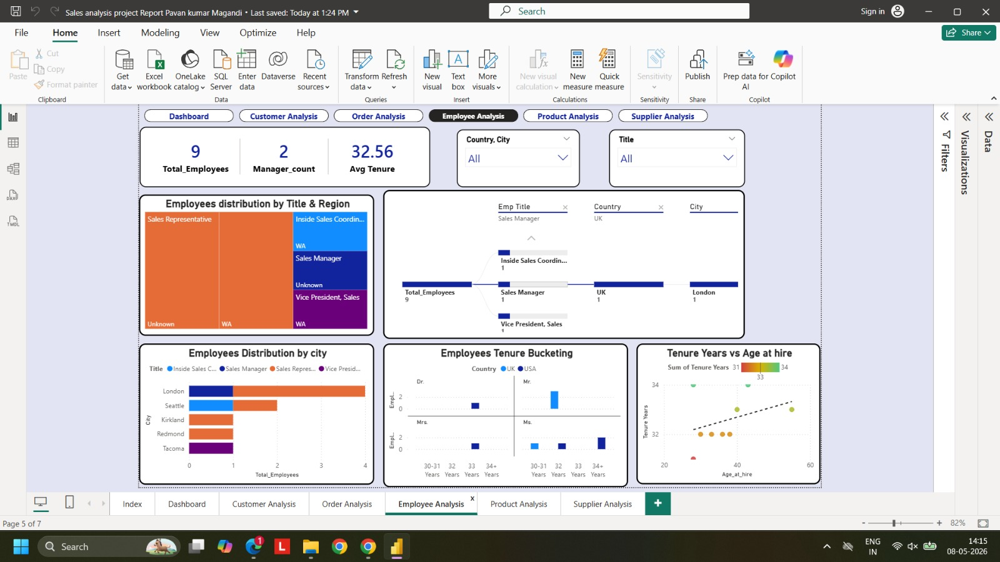 Sales analysis project Report Pavan kumar Magandi • Last saved: Today at 1:24 PM
Search
Sign in
File Home Insert Modeling View Optimize Help
Share
Paste
Cut
Copy
Format painter
Clipboard
Get data
Excel workbook
OneLake catalog
SQL Server
Enter data
Dataverse
Recent sources
Data
Transform data
Refresh
Queries
New visual
Text box
More visuals
Insert
New visual calculation
New measure
Quick measure
Calculations
Sensitivity
Sensitivity
Publish
Share
Prep data for AI
Copilot
Copilot
DAX
TMDL
Dashboard
Customer Analysis
Order Analysis
Employee Analysis
Product Analysis
Supplier Analysis
9
Total_Employees
2
Manager_count
32.56
Avg Tenure
Country, City
All
Title
All
Filters
Visualizations
Data
Employees distribution by Title & Region
Sales Representative
Unknown
WA
Inside Sales Coordin...
WA
Sales Manager
Unknown
Vice President, Sales
WA
Emp Title
Sales Manager
Country
UK
City
Inside Sales Coordin...
1
Total_Employees
9
Sales Manager
1
UK
1
London
1
Vice President, Sales
1
Employees Distribution by city
Title Inside Sales C... Sales Manager Sales Repres... Vice Presid...
City
London
Seattle
Kirkland
Redmond
Tacoma
0 1 2 3 4
Total_Employees
Employees Tenure Bucketing
Country UK USA
Dr.
Mr.
Empl...
2
0
Mrs.
Ms.
Empl...
2
0
30-31 Years
32 Years
33 Years
34+ Years
30-31 Years
32 Years
33 Years
34+ Years
Tenure Years vs Age at hire
Sum of Tenure Years 31 34
33
34
32
Tenure Years
20 40 60
Age_at_hire
Index
Dashboard
Customer Analysis
Order Analysis
Employee Analysis
x
Product Analysis
Supplier Analysis
+
Page 5 of 7
- + 82%
Search
1
L
ENG
IN
14:15
08-05-2026